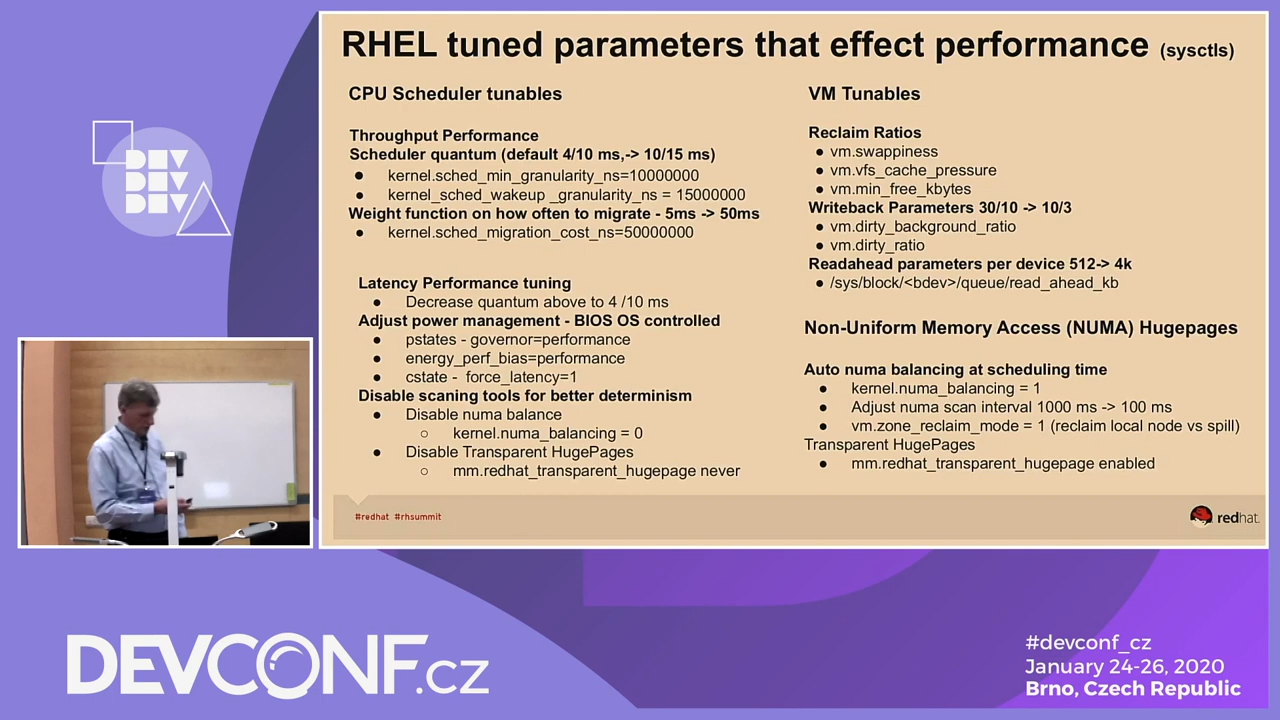 RHEL tuned parameters that effect performance (sysctls)
CPU Scheduler tunables
Throughput Performance
Scheduler quantum (default 4/10 ms,-> 10/15 ms)
● kernel.sched_min_granularity_ns=10000000
● kernel_sched_wakeup _granularity_ns = 15000000
Weight function on how often to migrate - 5ms -> 50ms
● kernel.sched_migration_cost_ns=50000000
Latency Performance tuning
● Decrease quantum above to 4 /10 ms
Adjust power management - BIOS OS controlled
● pstates - governor=performance
● energy_perf_bias=performance
● cstate - force_latency=1
Disable scaning tools for better determinism
● Disable numa balance
○ kernel.numa_balancing = 0
● Disable Transparent HugePages
○ mm.redhat_transparent_hugepage never
VM Tunables
Reclaim Ratios
● vm.swappiness
● vm.vfs_cache_pressure
● vm.min_free_kbytes
Writeback Parameters 30/10 -> 10/3
● vm.dirty_background_ratio
● vm.dirty_ratio
Readahead parameters per device 512-> 4k
● /sys/block/<bdev>/queue/read_ahead_kb
Non-Uniform Memory Access (NUMA) Hugepages
Auto numa balancing at scheduling time
● kernel.numa_balancing = 1
● Adjust numa scan interval 1000 ms -> 100 ms
● vm.zone_reclaim_mode = 1 (reclaim local node vs spill)
Transparent HugePages
● mm.redhat_transparent_hugepage enabled
#redhat #rhsummit
redhat.
DEV
DEV
DEV
DEVCONF.cz
#devconf_cz
January 24-26, 2020
Brno, Czech Republic